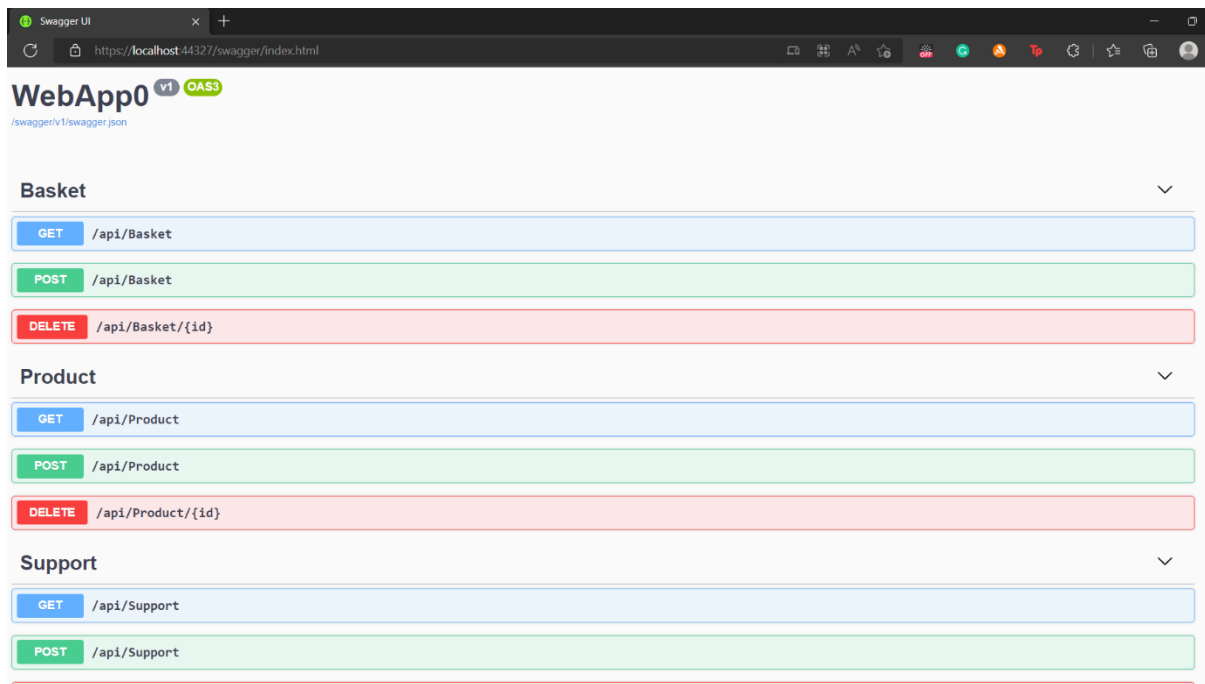 Swagger UI
https://localhost:44327/swagger/index.html
OFF
G
Tp
WebApp0 v1 OAS3
/swagger/v1/swagger.json
Basket
GET /api/Basket
POST /api/Basket
DELETE /api/Basket/{id}
Product
GET /api/Product
POST /api/Product
DELETE /api/Product/{id}
Support
GET /api/Support
POST /api/Support